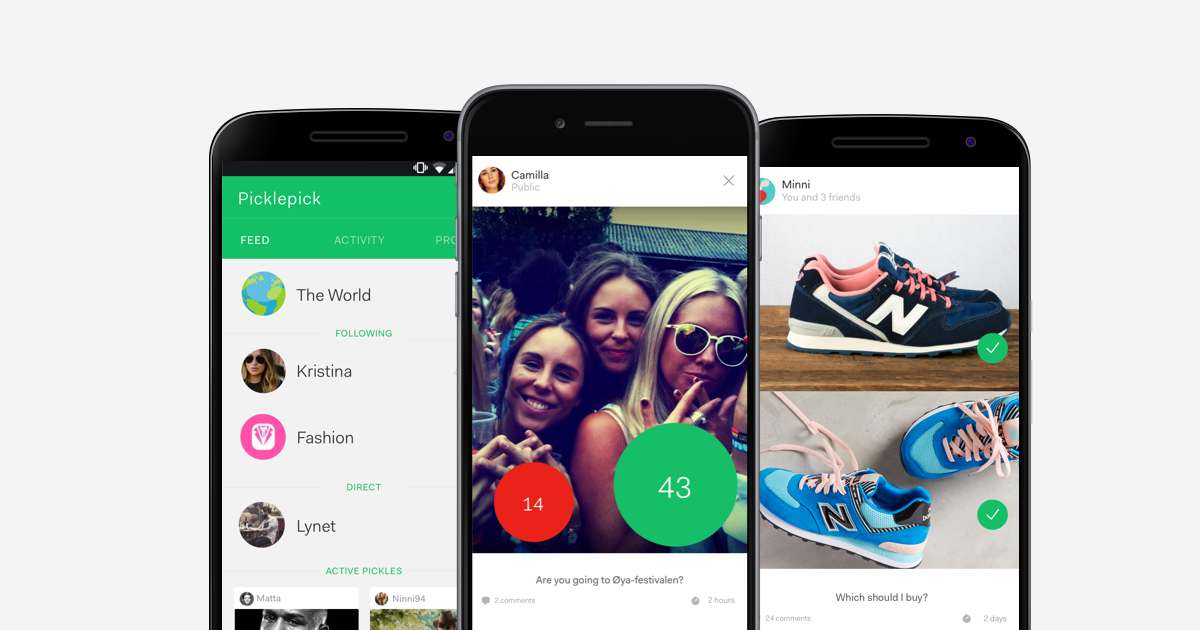 Picklepick
FEED ACTIVITY PRO
The World
FOLLOWING
Kristina
Fashion
DIRECT
Lynet
ACTIVE PICKLES
Matta Ninni94
Camilla
Public
14
43
Are you going to Øya-festivalen?
2 comments 2 hours
Minni
You and 3 friends
N
N
Which should I buy?
24 comments 2 days